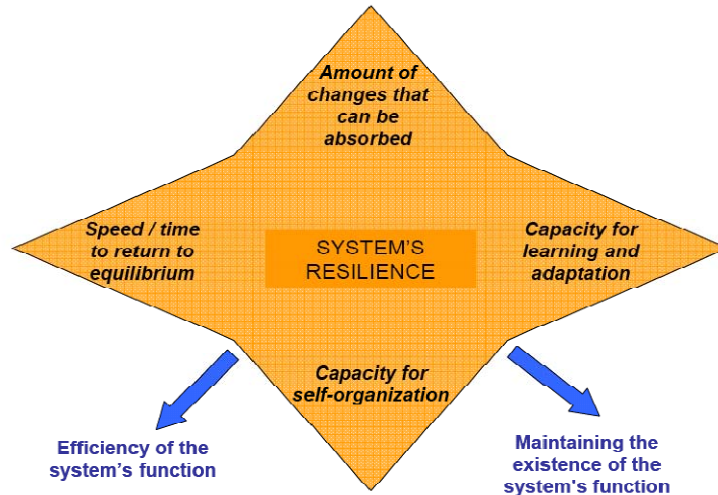 Amount of
changes that
can be
absorbed
Speed / time
to return to
equilibrium
SYSTEM'S
RESILIENCE
Capacity for
learning and
adaptation
Capacity for
self-organization
Efficiency of the
system's function
Maintaining the
existence of the
system's function